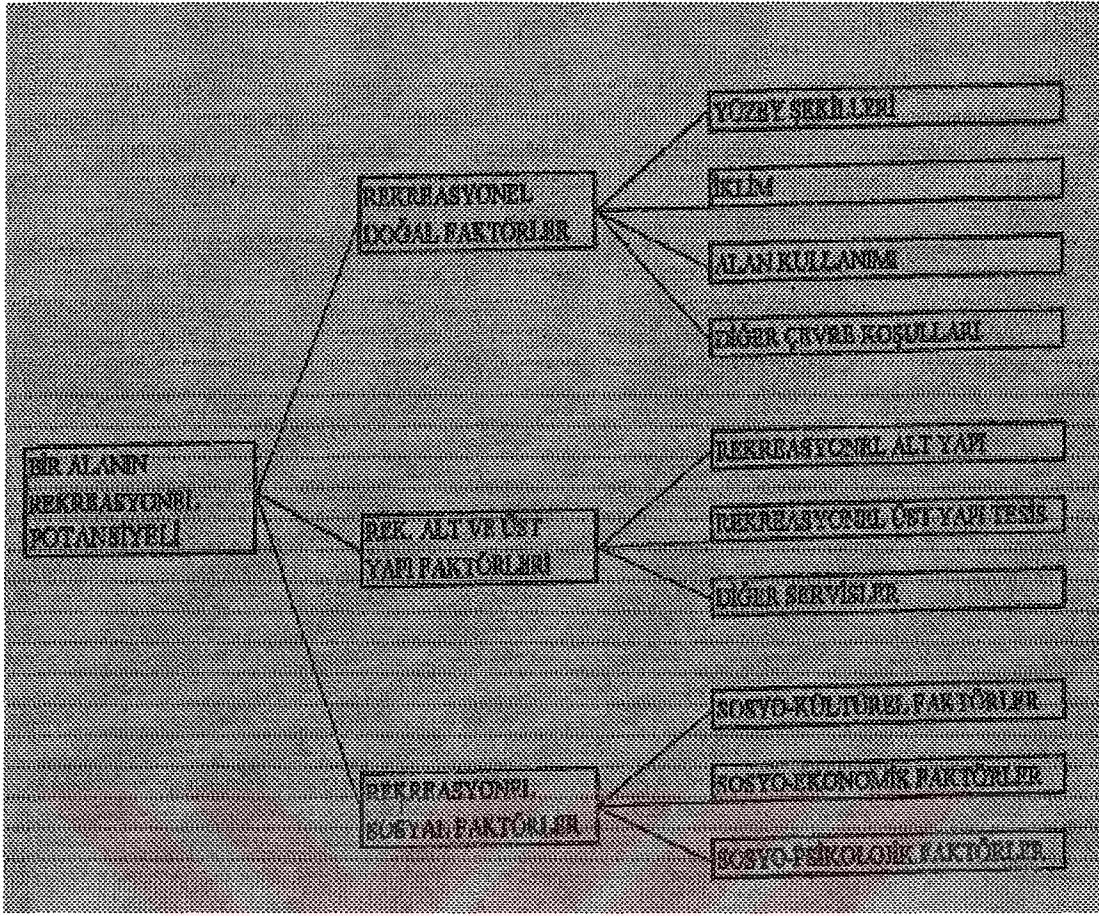 BİR ALANIN
REKREASYONEL
POTANSİYELİ
REKREASYONEL
DOĞAL FAKTÖRLER
YÜZEY ŞEKİLLERİ
İKLİM
ALAN KULLANIMI
DİĞER ÇEVRE KOŞULLARI
REK. ALT VE ÜST
YAPI FAKTÖRLERİ
REKREASYONEL ALT YAPI
REKREASYONEL ÜST YAPI TESİS
DİĞER SERVİSLER
REKREASYONEL
SOSYAL FAKTÖRLER
SOSYO-KÜLTÜREL FAKTÖRLER
SOSYO-EKONOMİK FAKTÖRLER
SOSYO-PSİKOLOJİK FAKTÖRLER